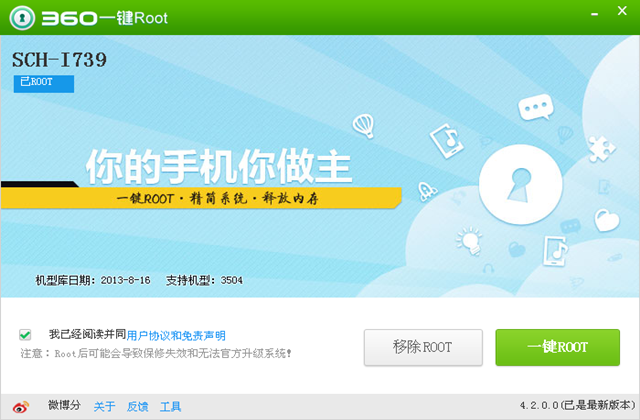 360一键Root
SCH-I739
已ROOT
你的手机你做主
一键ROOT·精简系统·释放内存
机型库日期：2013-8-16 支持机型：3504
我已经阅读并同用户协议和免责声明
注意：Root后可能会导致保修失效和无法官方升级系统!
移除ROOT
一键ROOT
微博分 关于 反馈 工具
4.2.0.0(已是最新版本)